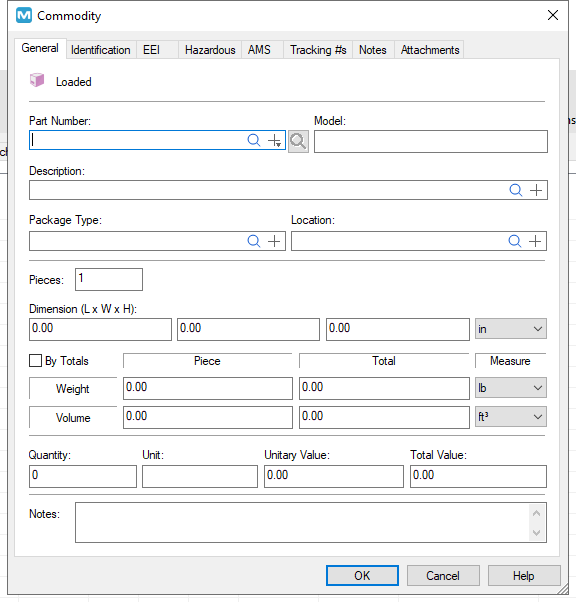 Commodity
General Identification EEI Hazardous AMS Tracking #s Notes Attachments
Loaded
Part Number: Model:
Description:
Package Type: Location:
Pieces: 1
Dimension (L x W x H):
0.00 0.00 0.00 in
By Totals Piece Total Measure
Weight 0.00 0.00 lb
Volume 0.00 0.00 ft³
Quantity: Unit: Unitary Value: Total Value:
0 0.00 0.00
Notes:
OK Cancel Help